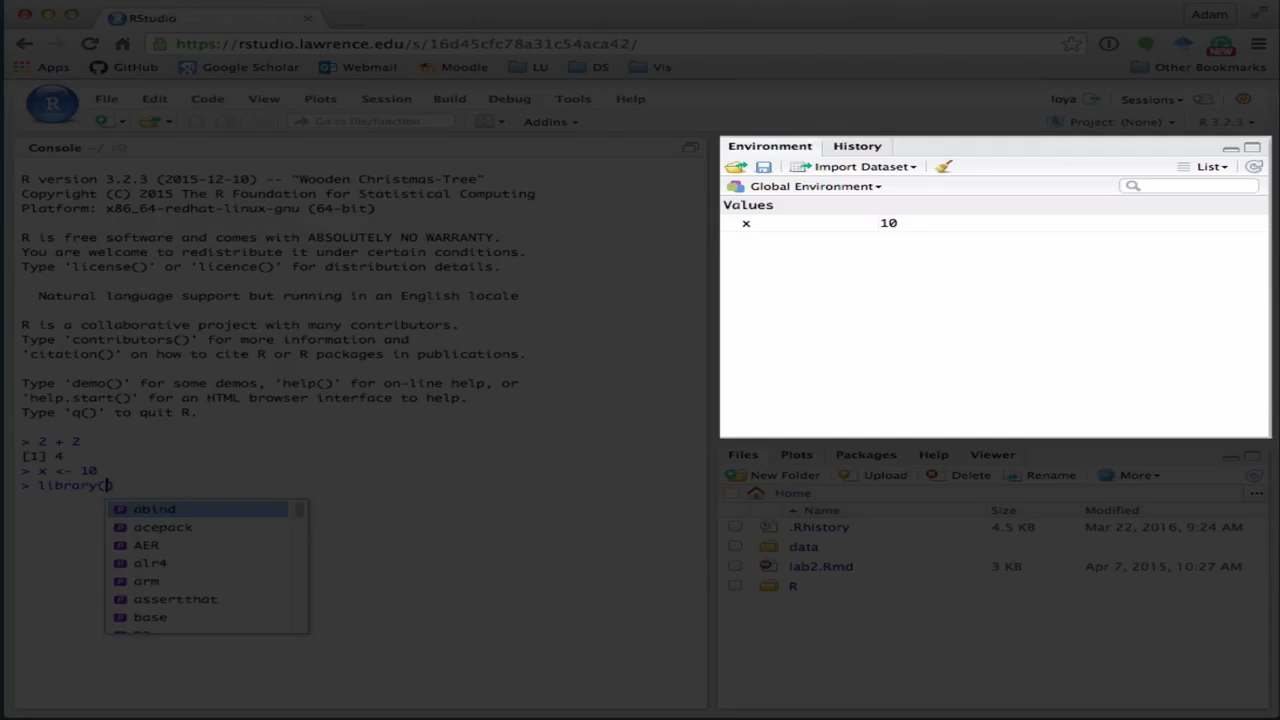 RStudio
Adam
https://rstudio.lawrence.edu/s/16d45cfc78a31c54aca42/
NEW
Apps GitHub Google Scholar Webmail Moodle LU DS Vis Other Bookmarks
R File Edit Code View Plots Session Build Debug Tools Help loya Sessions
Go to file/function Addins Project: (None) R 3.2.3
Console ~/
R version 3.2.3 (2015-12-10) -- "Wooden Christmas-Tree"
Copyright (C) 2015 The R Foundation for Statistical Computing
Platform: x86_64-redhat-linux-gnu (64-bit)
R is free software and comes with ABSOLUTELY NO WARRANTY.
You are welcome to redistribute it under certain conditions.
Type 'license()' or 'licence()' for distribution details.
Natural language support but running in an English locale
R is a collaborative project with many contributors.
Type 'contributors()' for more information and
'citation()' on how to cite R or R packages in publications.
Type 'demo()' for some demos, 'help()' for on-line help, or
'help.start()' for an HTML browser interface to help.
Type 'q()' to quit R.
> 2 + 2
[1] 4
> x <- 10
> library()
abind
acepack
AER
alr4
arm
assertthat
base
Environment History
Import Dataset List
Global Environment
Values
x 10
Files Plots Packages Help Viewer
New Folder Upload Delete Rename More
Home ...
Name Size Modified
.Rhistory 4.5 KB Mar 22, 2016, 9:24 AM
data
lab2.Rmd 3 KB Apr 7, 2015, 10:27 AM
R